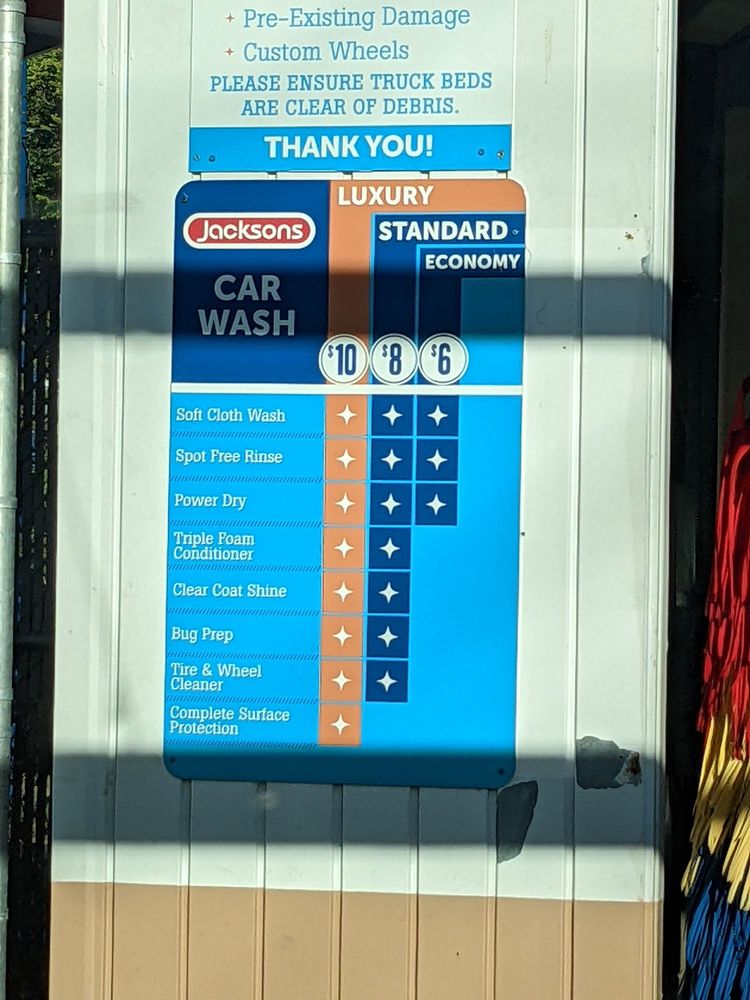 Pre-Existing Damage
Custom Wheels
PLEASE ENSURE TRUCK BEDS
ARE CLEAR OF DEBRIS.
THANK YOU!
LUXURY
Jacksons
STANDARD
ECONOMY
CAR
WASH
$10 $8 $6
Soft Cloth Wash
Spot Free Rinse
Power Dry
Triple Foam
Conditioner
Clear Coat Shine
Bug Prep
Tire & Wheel
Cleaner
Complete Surface
Protection